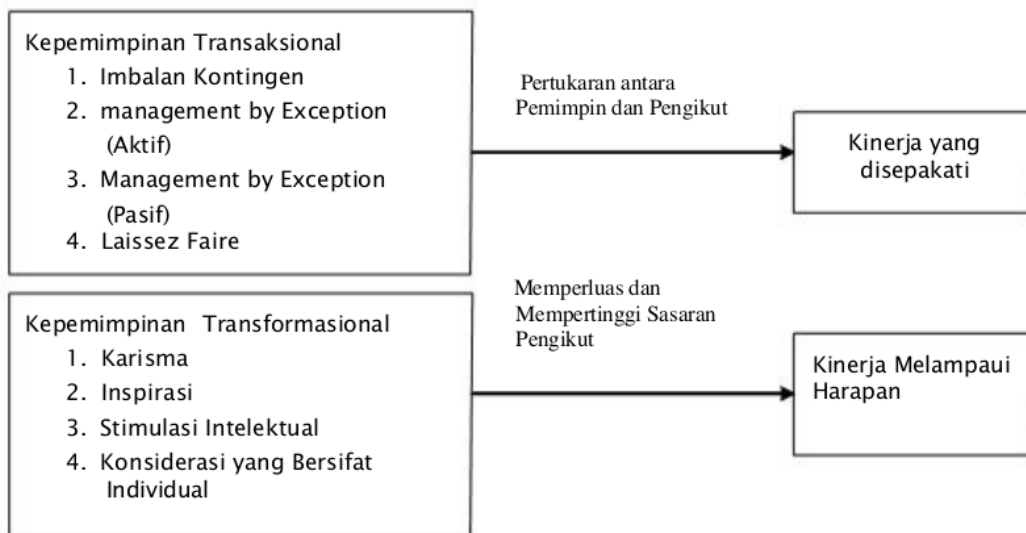 Kepemimpinan Transaksional
1. Imbalan Kontingen
2. management by Exception
(Aktif)
3. Management by Exception
(Pasif)
4. Laissez Faire
Pertukaran antara
Pemimpin dan Pengikut
Kinerja yang
disepakati
Kepemimpinan Transformasional
1. Karisma
2. Inspirasi
3. Stimulasi Intelektual
4. Konsiderasi yang Bersifat
Individual
Memperluas dan
Mempertinggi Sasaran
Pengikut
Kinerja Melampaui
Harapan